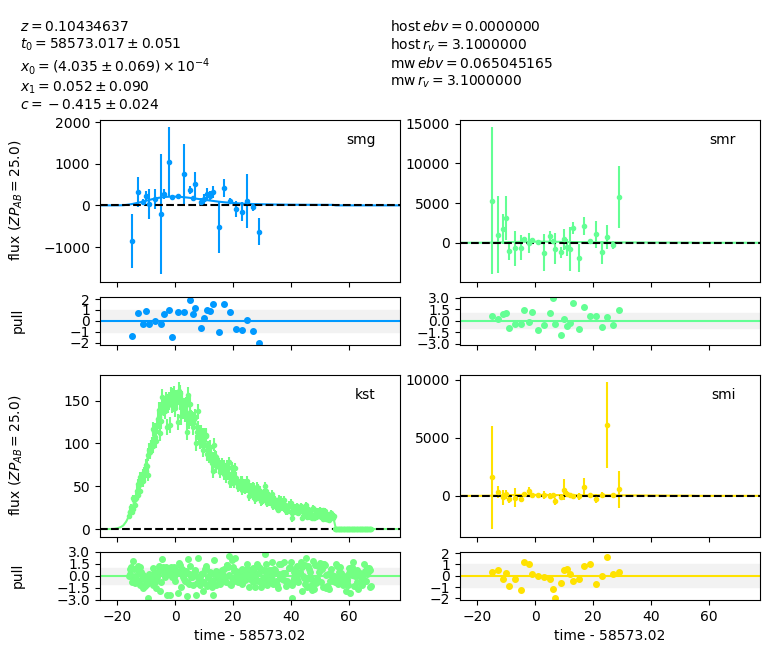 z = 0.10434637
t₀ = 58573.017 ± 0.051
x₀ = (4.035 ± 0.069) × 10⁻⁴
x₁ = 0.052 ± 0.090
c = −0.415 ± 0.024
host ebv = 0.0000000
host r_v = 3.1000000
mw ebv = 0.065045165
mw r_v = 3.1000000
flux (ZP_AB = 25.0)
2000
1000
0
−1000
smg
15000
10000
5000
0
smr
pull
2
1
0
−1
−2
3.0
1.5
0.0
−1.5
−3.0
flux (ZP_AB = 25.0)
150
100
50
0
kst
10000
5000
0
smi
pull
3.0
1.5
0.0
−1.5
−3.0
2
1
0
−1
−2
−20 0 20 40 60
−20 0 20 40 60
time - 58573.02
time - 58573.02